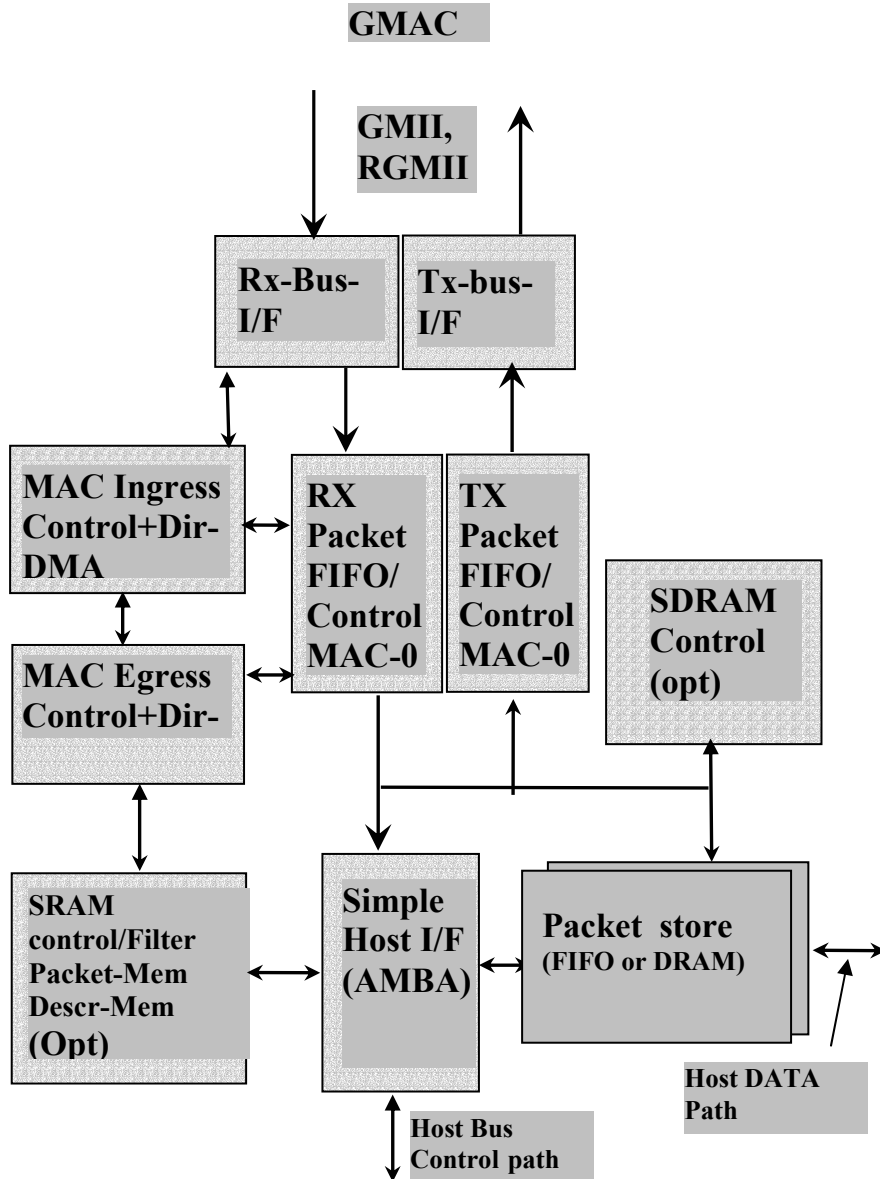 GMAC
GMII,
RGMII
Rx-Bus-
I/F
Tx-bus-
I/F
MAC Ingress
Control+Dir-
DMA
RX
Packet
FIFO/
Control
MAC-0
TX
Packet
FIFO/
Control
MAC-0
SDRAM
Control
(opt)
MAC Egress
Control+Dir-
SRAM
control/Filter
Packet-Mem
Descr-Mem
(Opt)
Simple
Host I/F
(AMBA)
Packet store
(FIFO or DRAM)
Host DATA
Path
Host Bus
Control path